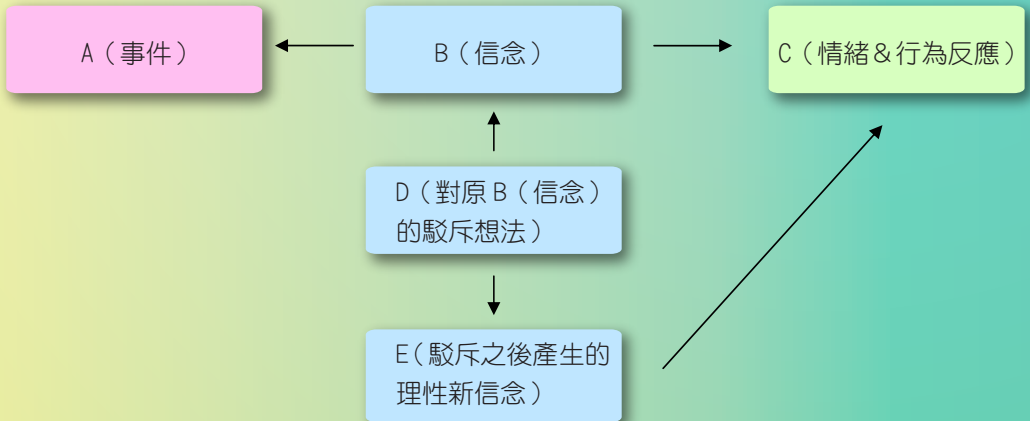 A（事件）
B（信念）
C（情緒＆行為反應）
D（對原B（信念）
的駁斥想法）
E（駁斥之後產生的
理性新信念）